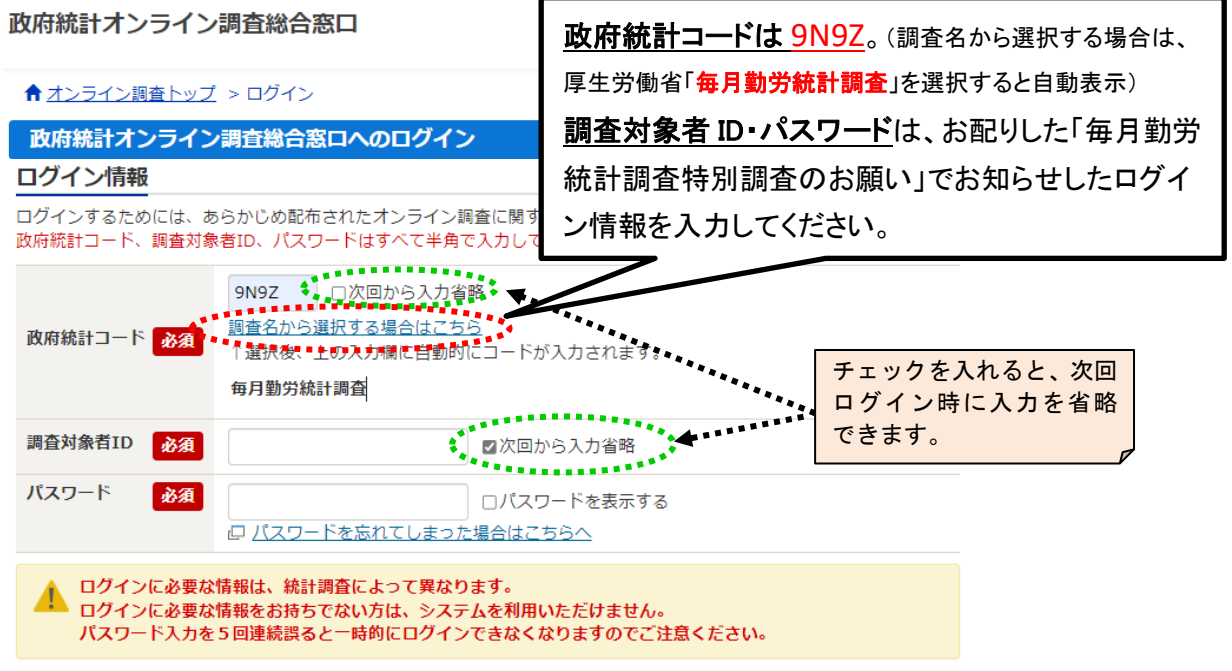 政府統計オンライン調査総合窓口
オンライン調査トップ > ログイン
政府統計オンライン調査総合窓口へのログイン
ログイン情報
ログインするためには、あらかじめ配布されたオンライン調査に関す
政府統計コード、調査対象者ID、パスワードはすべて半角で入力して
政府統計コードは 9N9Z。（調査名から選択する場合は、
厚生労働省「毎月勤労統計調査」を選択すると自動表示）
調査対象者 ID・パスワードは、お配りした「毎月勤労
統計調査特別調査のお願い」でお知らせしたログイ
ン情報を入力してください。
政府統計コード 必須
9N9Z □次回から入力省略
調査名から選択する場合はこちら
↑選択後、上の入力欄に自動的にコードが入力されます。
毎月勤労統計調査
チェックを入れると、次回
ログイン時に入力を省略
できます。
調査対象者ID 必須 ☑次回から入力省略
パスワード 必須 □パスワードを表示する
パスワードを忘れてしまった場合はこちらへ
ログインに必要な情報は、統計調査によって異なります。
ログインに必要な情報をお持ちでない方は、システムを利用いただけません。
パスワード入力を５回連続誤ると一時的にログインできなくなりますのでご注意ください。